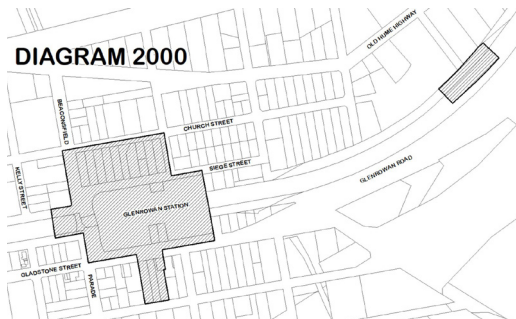 DIAGRAM 2000
OLD HUME HIGHWAY
BEACONSFIELD
CHURCH STREET
KELLY STREET
SIEGE STREET
GLENROWAN ROAD
GLENROWAN STATION
GLADSTONE STREET
PARADE